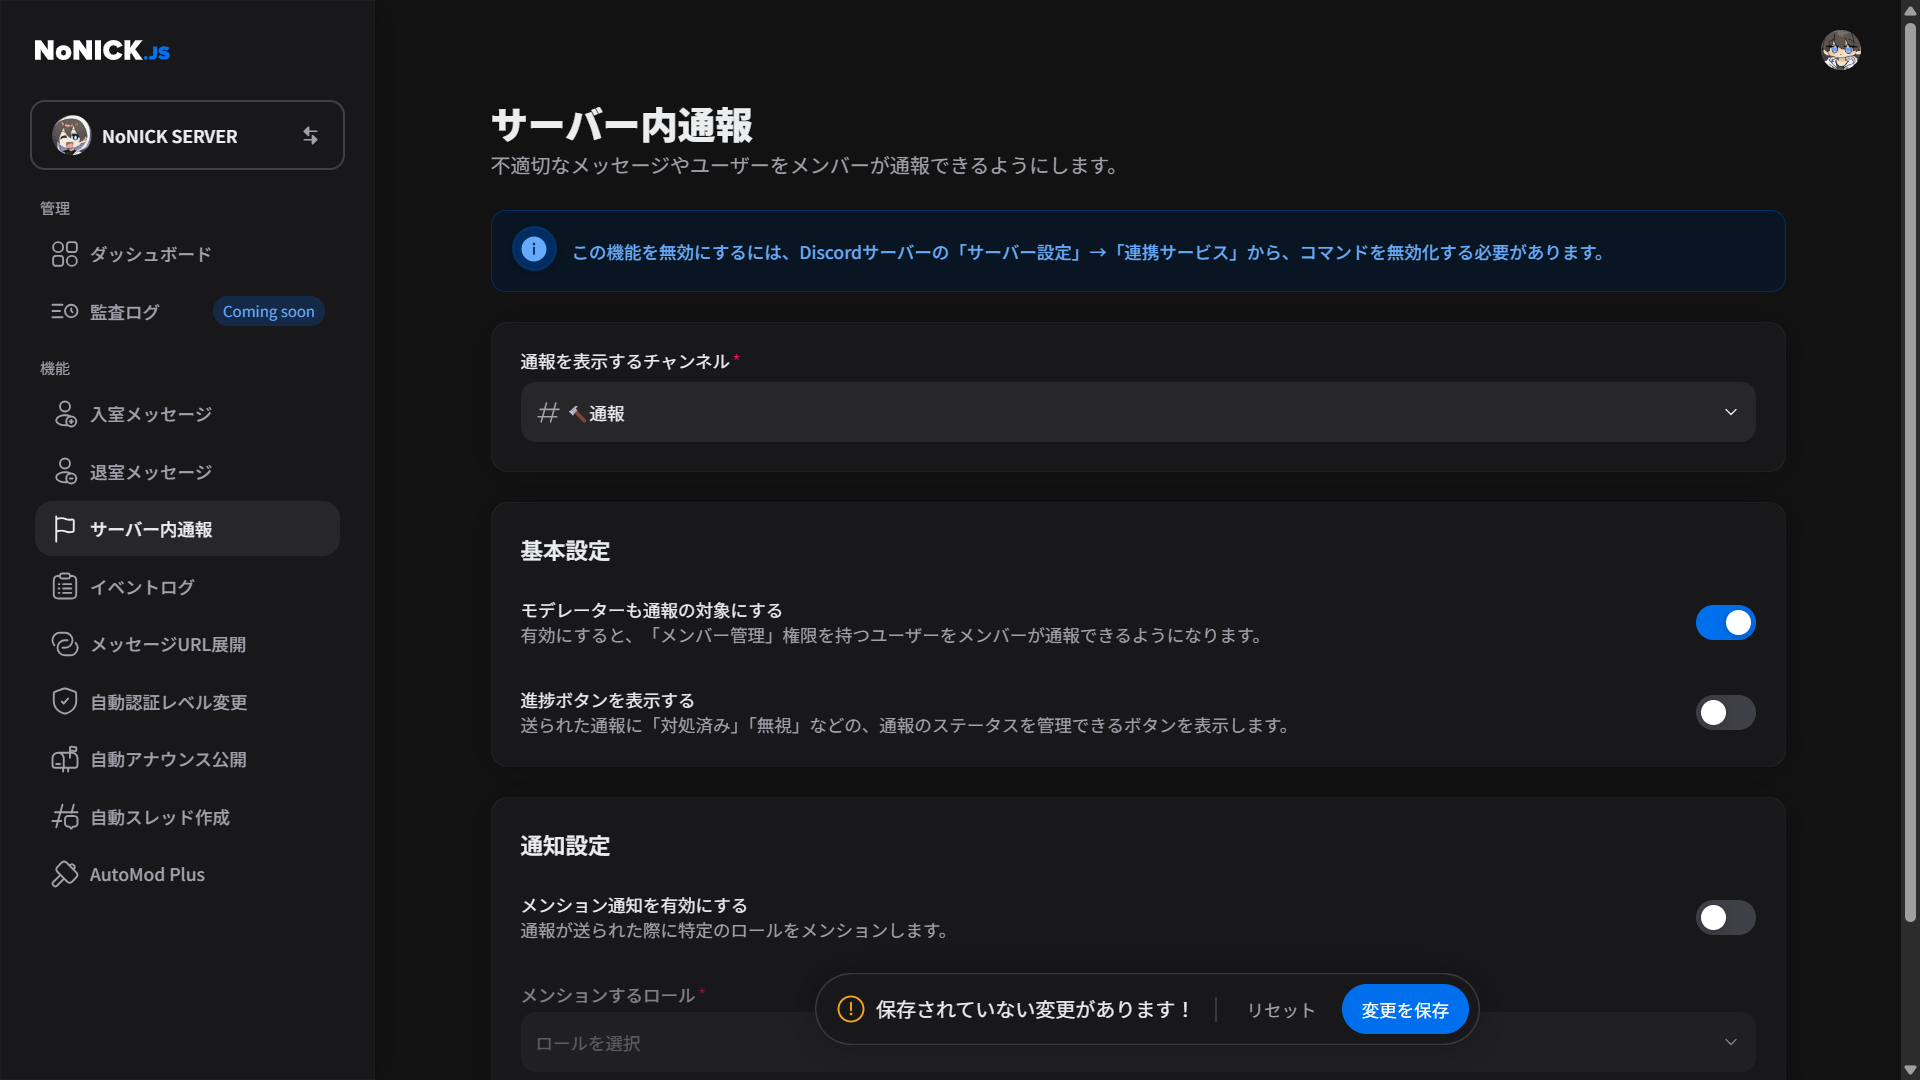 NoNICK.JS
NoNICK SERVER
管理
ダッシュボード
監査ログ
Coming soon
機能
入室メッセージ
退室メッセージ
サーバー内通報
イベントログ
メッセージURL展開
自動認証レベル変更
自動アナウンス公開
自動スレッド作成
AutoMod Plus
サーバー内通報
不適切なメッセージやユーザーをメンバーが通報できるようにします。
この機能を無効にするには、Discordサーバーの「サーバー設定」→「連携サービス」から、コマンドを無効化する必要があります。
通報を表示するチャンネル*
🔨通報
基本設定
モデレーターも通報の対象にする
有効にすると、「メンバー管理」権限を持つユーザーをメンバーが通報できるようになります。
進捗ボタンを表示する
送られた通報に「対処済み」「無視」などの、通報のステータスを管理できるボタンを表示します。
通知設定
メンション通知を有効にする
通報が送られた際に特定のロールをメンションします。
メンションするロール*
ロールを選択
保存されていない変更があります！
リセット
変更を保存